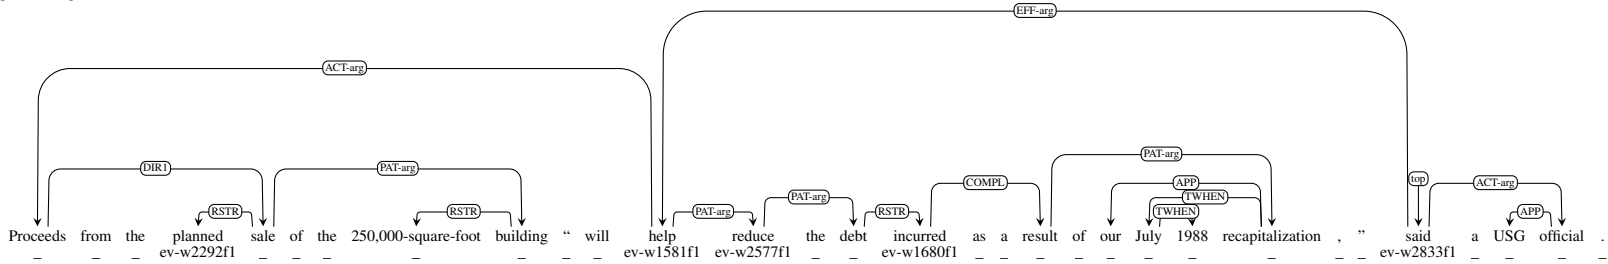 EFF-arg
ACT-arg
PAT-arg
DIR1 PAT-arg COMPL APP top ACT-arg
PAT-arg TWHEN
RSTR RSTR PAT-arg RSTR TWHEN APP
Proceeds from the planned sale of the 250,000-square-foot building “ will help reduce the debt incurred as a result of our July 1988 recapitalization , ” said a USG official .
_ _ _ ev-w2292f1 _ _ _ _ _ _ _ ev-w1581f1 ev-w2577f1 _ _ ev-w1680f1 _ _ _ _ _ _ _ _ _ _ ev-w2833f1 _ _ _ _